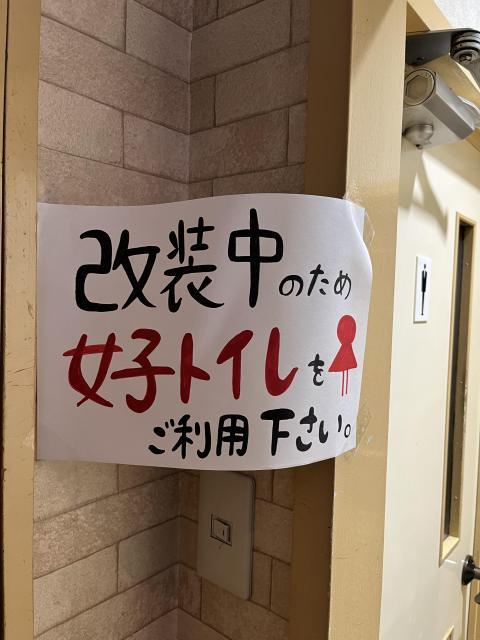 改装中のため
女子トイレを
ご利用下さい。